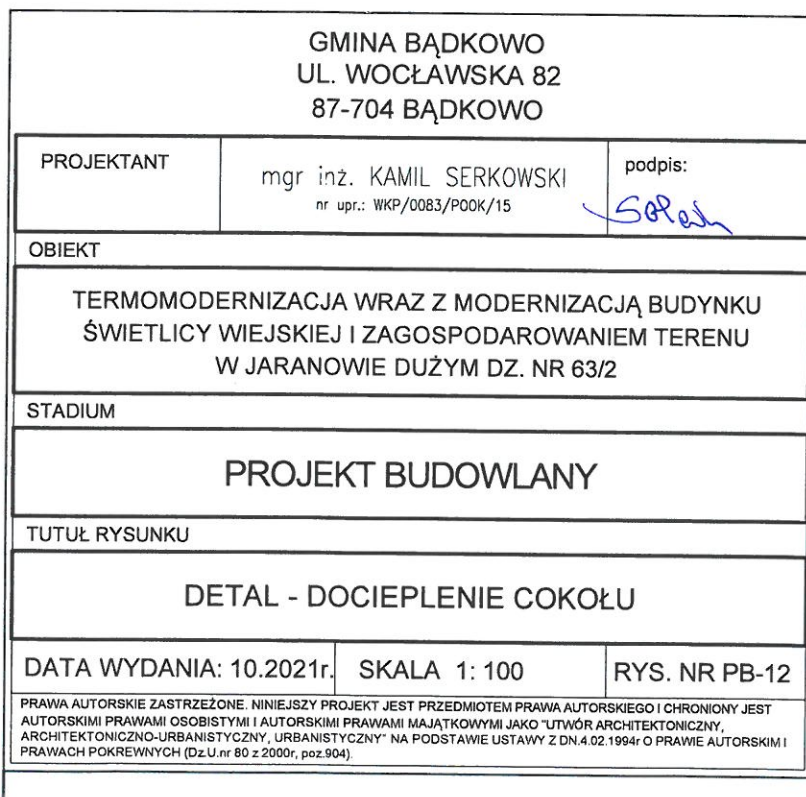 GMINA BĄDKOWO
UL. WOCŁAWSKA 82
87-704 BĄDKOWO
PROJEKTANT
mgr inż. KAMIL SERKOWSKI
nr upr.: WKP/0083/POOK/15
podpis:
OBIEKT
TERMOMODERNIZACJA WRAZ Z MODERNIZACJĄ BUDYNKU
ŚWIETLICY WIEJSKIEJ I ZAGOSPODAROWANIEM TERENU
W JARANOWIE DUŻYM DZ. NR 63/2
STADIUM
PROJEKT BUDOWLANY
TUTUŁ RYSUNKU
DETAL - DOCIEPLENIE COKOŁU
DATA WYDANIA: 10.2021r. SKALA 1: 100 RYS. NR PB-12
PRAWA AUTORSKIE ZASTRZEŻONE. NINIEJSZY PROJEKT JEST PRZEDMIOTEM PRAWA AUTORSKIEGO I CHRONIONY JEST
AUTORSKIMI PRAWAMI OSOBISTYMI I AUTORSKIMI PRAWAMI MAJĄTKOWYMI JAKO "UTWÓR ARCHITEKTONICZNY,
ARCHITEKTONICZNO-URBANISTYCZNY, URBANISTYCZNY" NA PODSTAWIE USTAWY Z DN.4.02.1994r O PRAWIE AUTORSKIM I
PRAWACH POKREWNYCH (Dz.U.nr 80 z 2000r, poz.904).